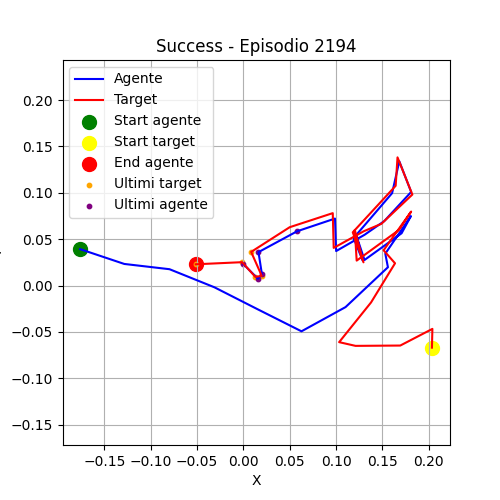 Success - Episodio 2194
Agente
Target
Start agente
Start target
End agente
Ultimi target
Ultimi agente
0.20
0.15
0.10
0.05
0.00
−0.05
−0.10
−0.15
−0.15 −0.10 −0.05 0.00 0.05 0.10 0.15 0.20
X